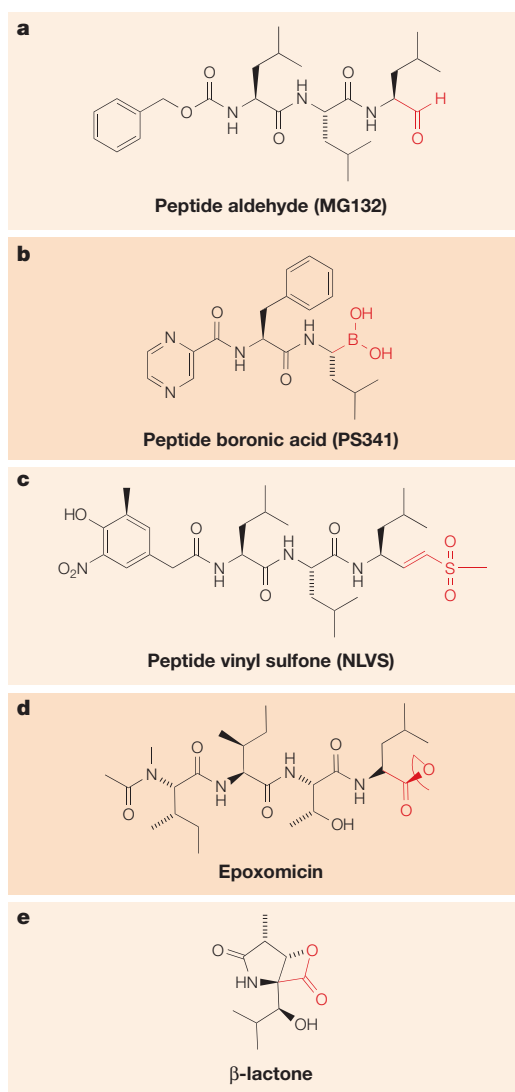 a
O
O
H
O
N
H
O
H
N
N
H
O
Peptide aldehyde (MG132)
b
OH
O
N
H
N
B
OH
N
H
O
N
Peptide boronic acid (PS341)
c
HO
O
O
O
H
N
S
O₂N
N
H
O
N
H
O
Peptide vinyl sulfone (NLVS)
d
O
O
N
H
N
O
N
H
N
H
O
O
O
OH
Epoxomicin
e
O
O
HN
O
OH
β-lactone